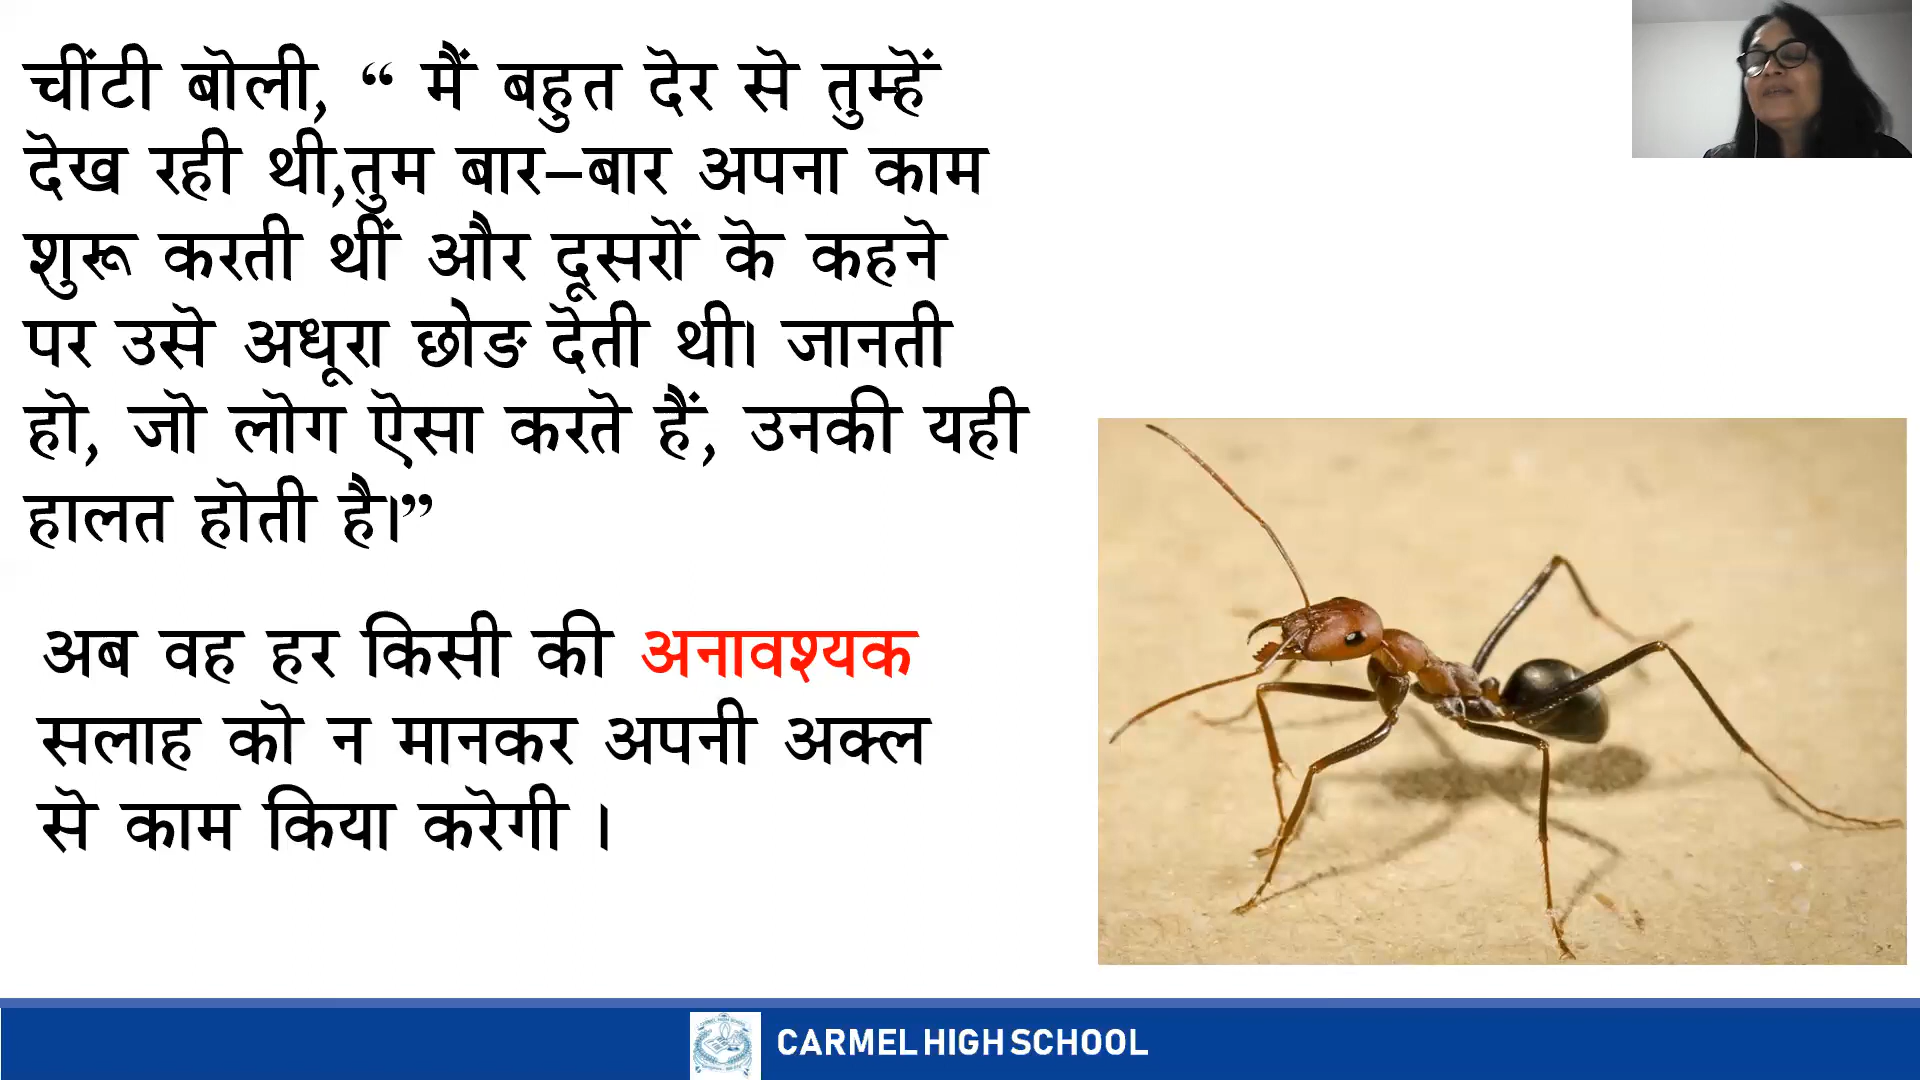 चींटी बोली, “ मैं बहुत देर से तुम्हें
देख रही थी,तुम बार–बार अपना काम
शुरू करती थीं और दूसरों के कहने
पर उसे अधूरा छोङ देती थी। जानती
हो, जो लोग ऐसा करते हैं, उनकी यही
हालत होती है।”
अब वह हर किसी की अनावश्यक
सलाह को न मानकर अपनी अक्ल
से काम किया करेगी ।
CARMEL HIGH SCHOOL